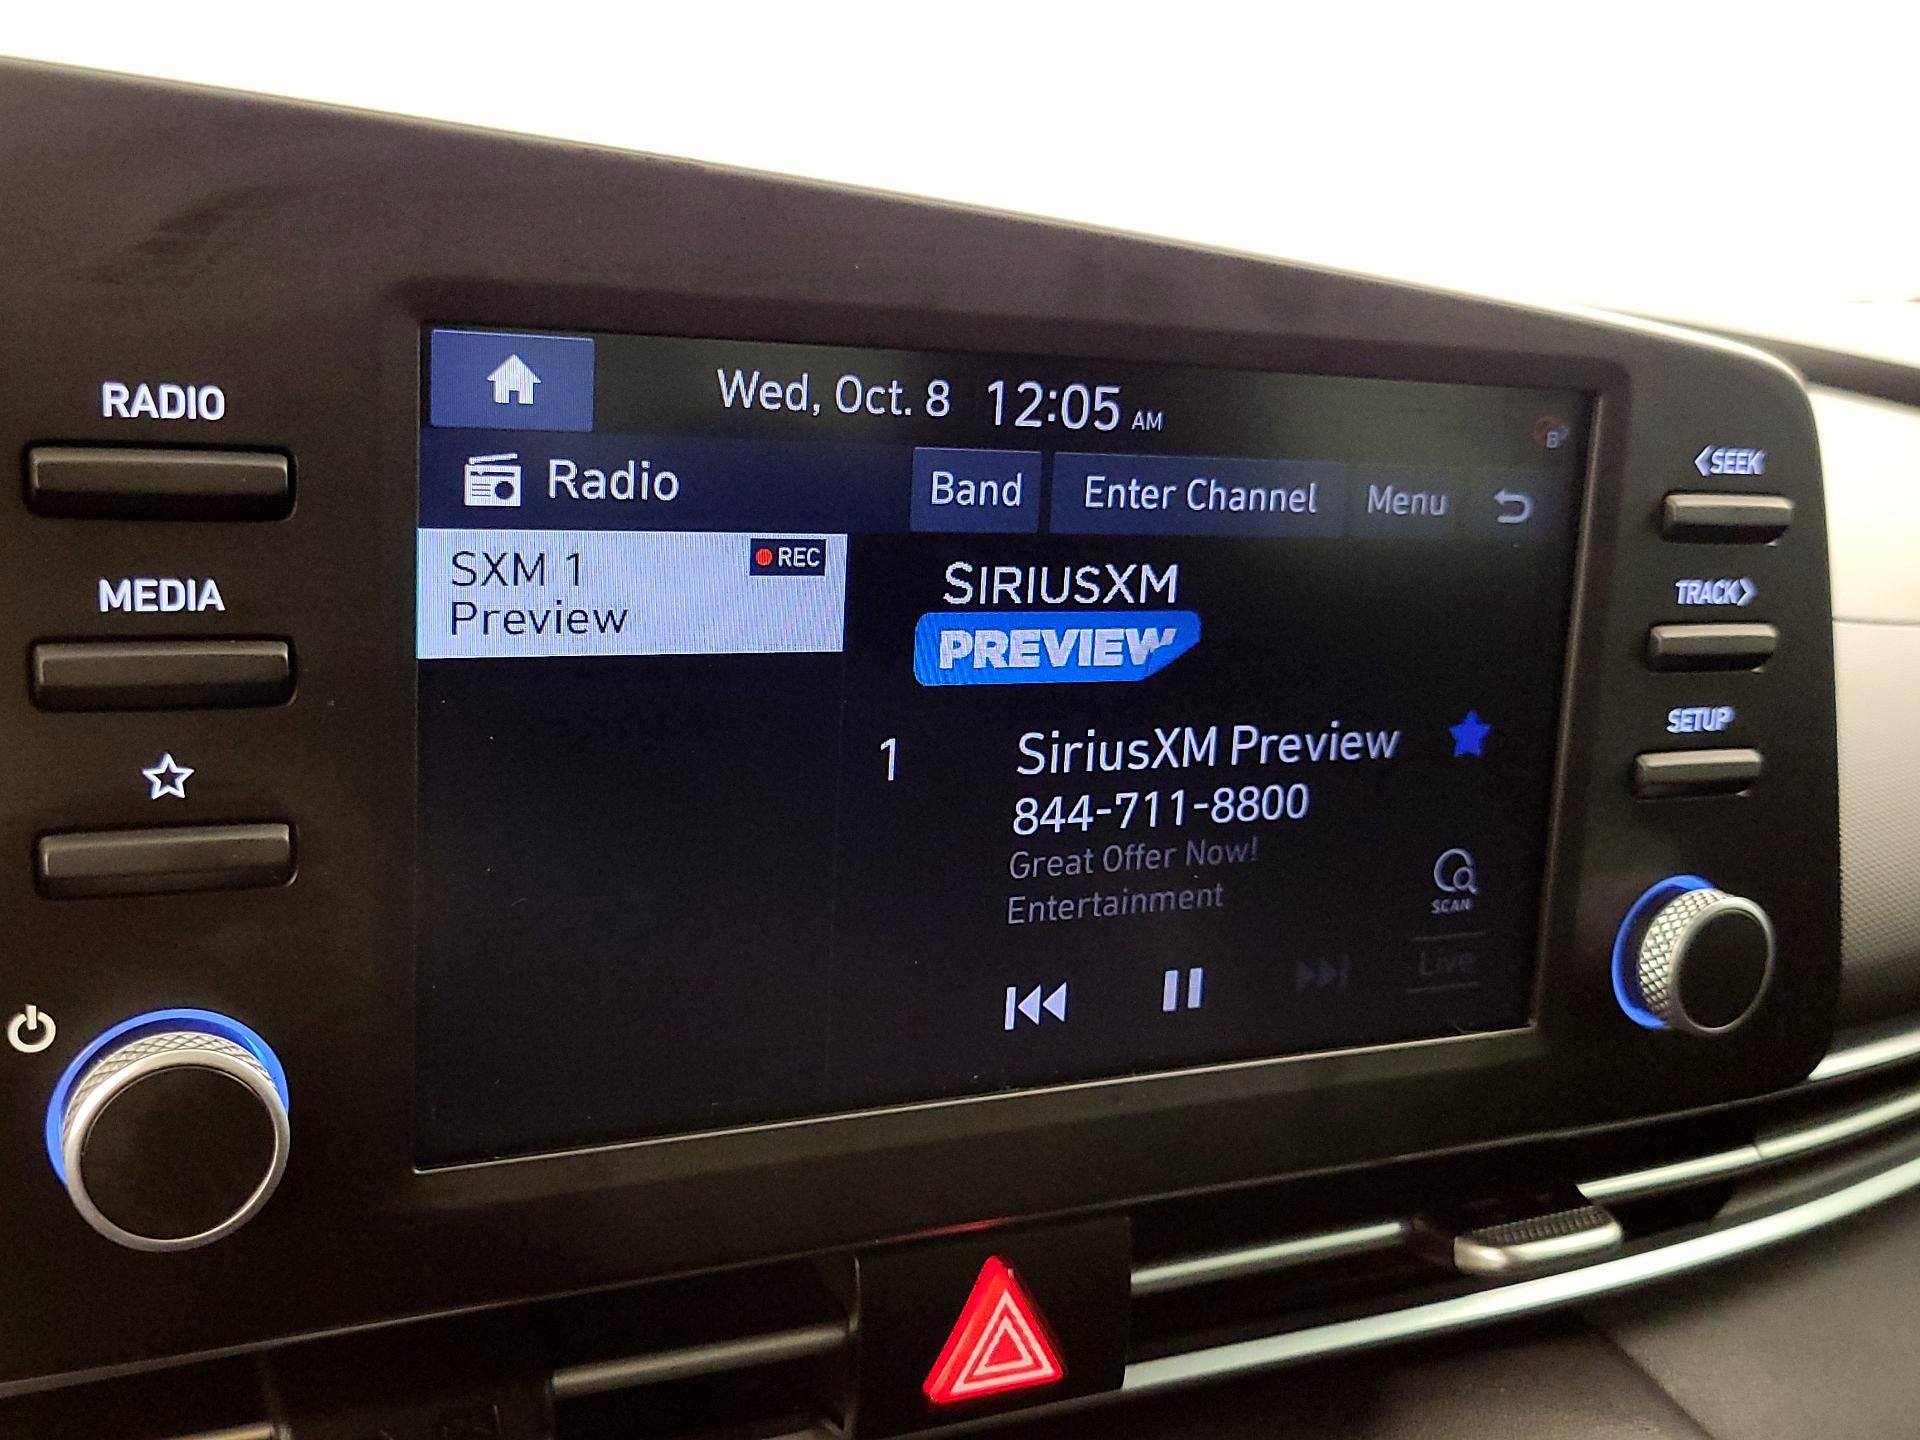 RADIO
MEDIA
Wed, Oct. 8 12:05 AM
Radio
Band
Enter Channel
Menu
SXM 1
REC
Preview
SIRIUSXM
PREVIEW
1
SiriusXM Preview
844-711-8800
Great Offer Now!
Entertainment
SCAN
Live
SEEK
TRACK
SETUP